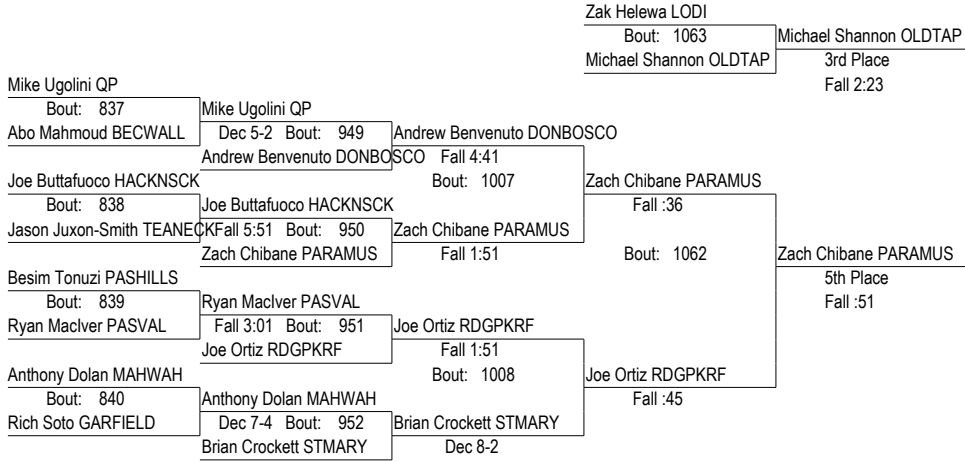 Zak Helewa LODI
Bout: 1063 Michael Shannon OLDTAP
Michael Shannon OLDTAP 3rd Place
Mike Ugolini QP Fall 2:23
Bout: 837 Mike Ugolini QP
Abo Mahmoud BECWALL Dec 5-2 Bout: 949 Andrew Benvenuto DONBOSCO
Andrew Benvenuto DONBOSCO Fall 4:41
Joe Buttafuoco HACKNSCK Bout: 1007 Zach Chibane PARAMUS
Bout: 838 Joe Buttafuoco HACKNSCK Fall :36
Jason Juxon-Smith TEANECK Fall 5:51 Bout: 950 Zach Chibane PARAMUS
Zach Chibane PARAMUS Fall 1:51 Bout: 1062 Zach Chibane PARAMUS
Besim Tonuzi PASHILLS 5th Place
Bout: 839 Ryan MacIver PASVAL Fall :51
Ryan MacIver PASVAL Fall 3:01 Bout: 951 Joe Ortiz RDGPKRF
Joe Ortiz RDGPKRF Fall 1:51
Anthony Dolan MAHWAH Bout: 1008 Joe Ortiz RDGPKRF
Bout: 840 Anthony Dolan MAHWAH Fall :45
Rich Soto GARFIELD Dec 7-4 Bout: 952 Brian Crockett STMARY
Brian Crockett STMARY Dec 8-2